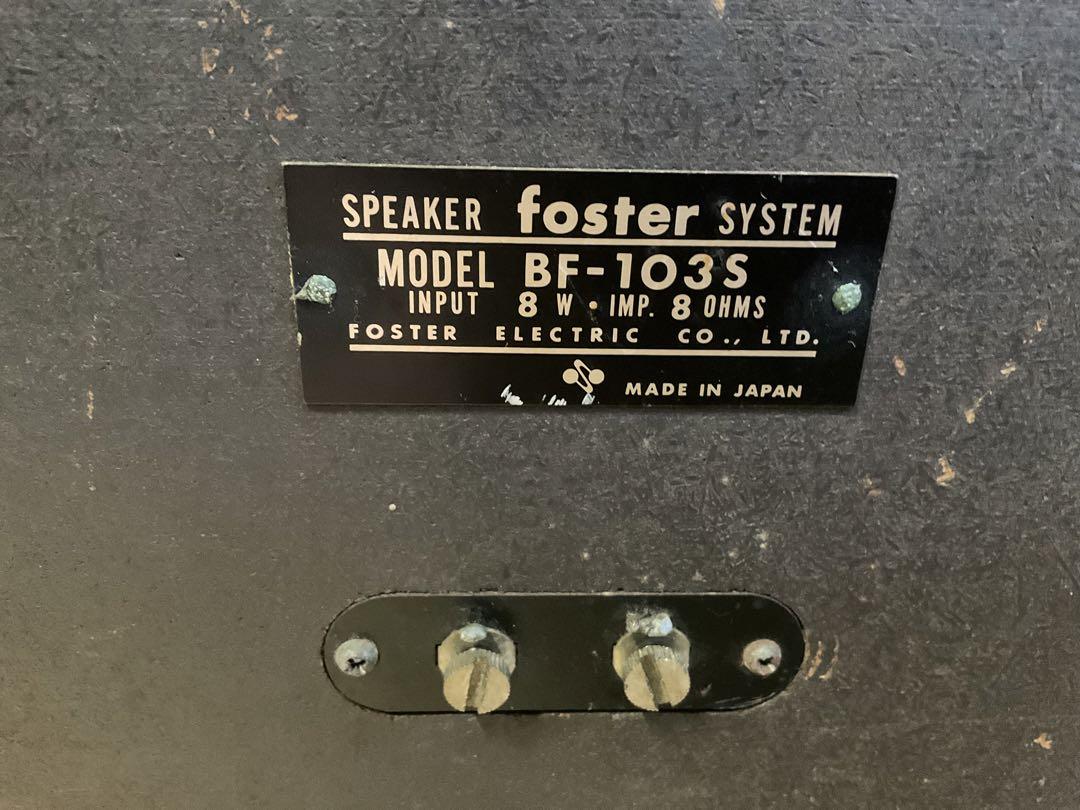 SPEAKER foster SYSTEM
MODEL BF-103S
INPUT 8 W · IMP. 8 OHMS
FOSTER ELECTRIC CO., LTD.
MADE IN JAPAN